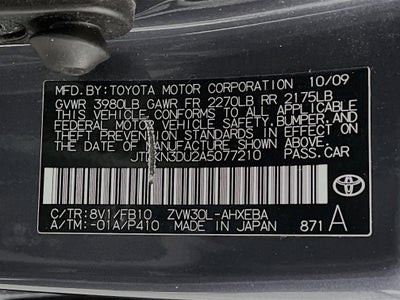 MFD. BY: TOYOTA MOTOR CORPORATION 10/09
GVWR 3980LB GAWR FR 2270LB RR 2175LB
THIS VEHICLE CONFORMS TO ALL APPLICABLE
FEDERAL MOTOR VEHICLE SAFETY, BUMPER, AND
THEFT PREVENTION STANDARDS IN EFFECT ON
THE DATE OF MANUFACTURE SHOWN ABOVE.
JTDKN3DU2A5077210 PASS.CAR
C/TR:8V1/FB10 ZVW30L-AHXEBA
A/TM:-01A/P410 MADE IN JAPAN 871 A